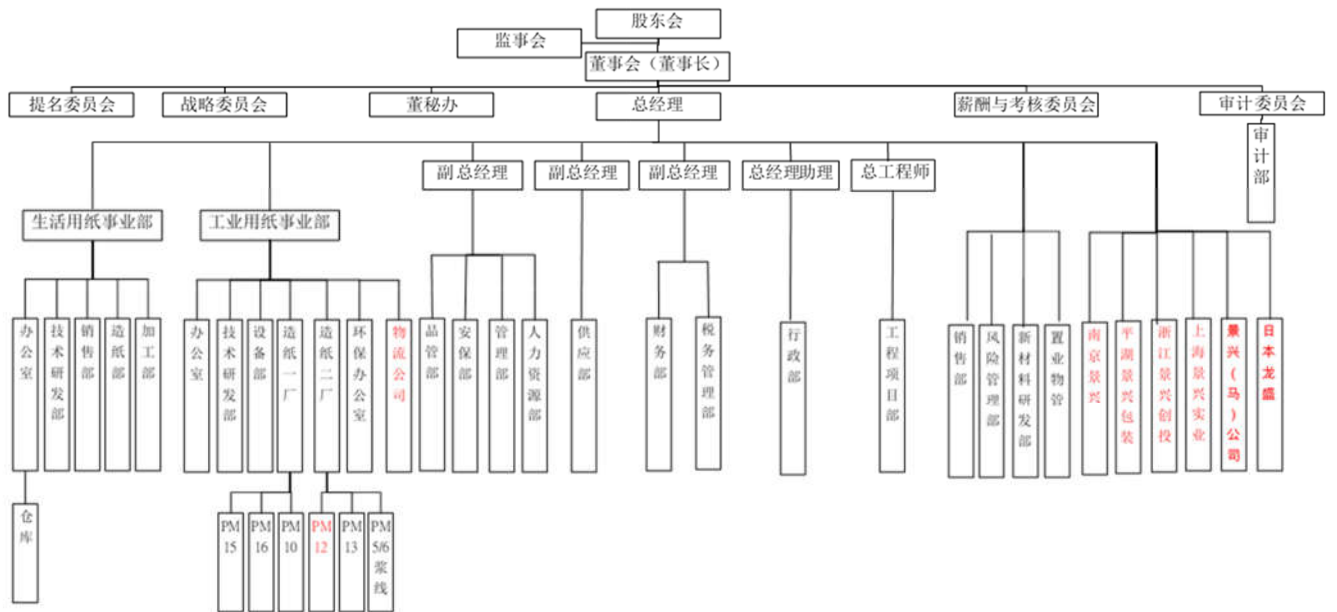 股东会
监事会
董事会（董事长）
提名委员会
战略委员会
董秘办
总经理
薪酬与考核委员会
审计委员会
审计部
副总经理
副总经理
副总经理
总经理助理
总工程师
生活用纸事业部
工业用纸事业部
办公室
技术研发部
销售部
造纸部
加工部
办公室
技术研发部
设备部
造纸一厂
造纸二厂
环保办公室
物流公司
品管部
安保部
管理部
人力资源部
供应部
财务部
税务管理部
行政部
工程项目部
销售部
风险管理部
新材料研发部
置业物管
南京景兴
平湖景兴包装
浙江景兴创投
上海景兴实业
景兴(马)公司
日本龙盛
仓库
PM15
PM16
PM10
PM12
PM13
PM5/6浆线